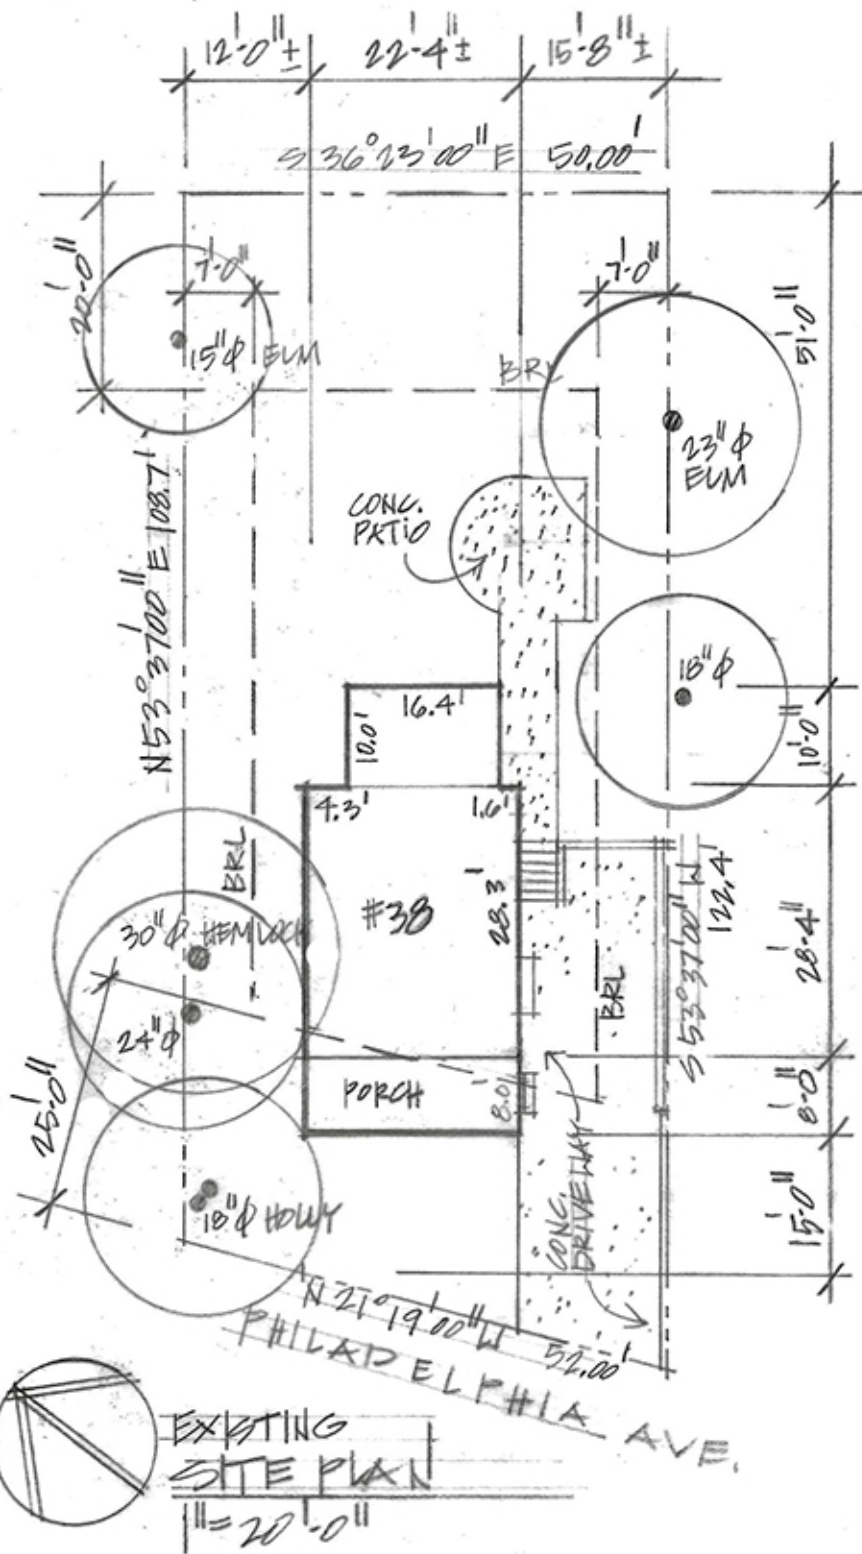 12'-0"± 22'-4"± 15'-8"±
S 36° 23' 00" E 50.00'
20'-0"
7'-0"
7'-0"
51'-0"
15"Φ ELM
BRL
23"Φ
ELM
N 53° 37' 00" E 108.7'
CONC.
PATIO
18"Φ
16.4'
10.0'
10'-0"
4.3' 1.6'
BRL
#38
28.3'
S 53° 37' 00" W
122.4'
28'-4"
30"Φ HEMLOCK
24"Φ
BRL
25'-0"
PORCH
8.0'
8'-0"
18"Φ HOLLY
CONC.
DRIVEWAY
15'-0"
N 21° 19' 00" W
52.00'
PHILADELPHIA AVE.
EXISTING
SITE PLAN
1" = 20'-0"